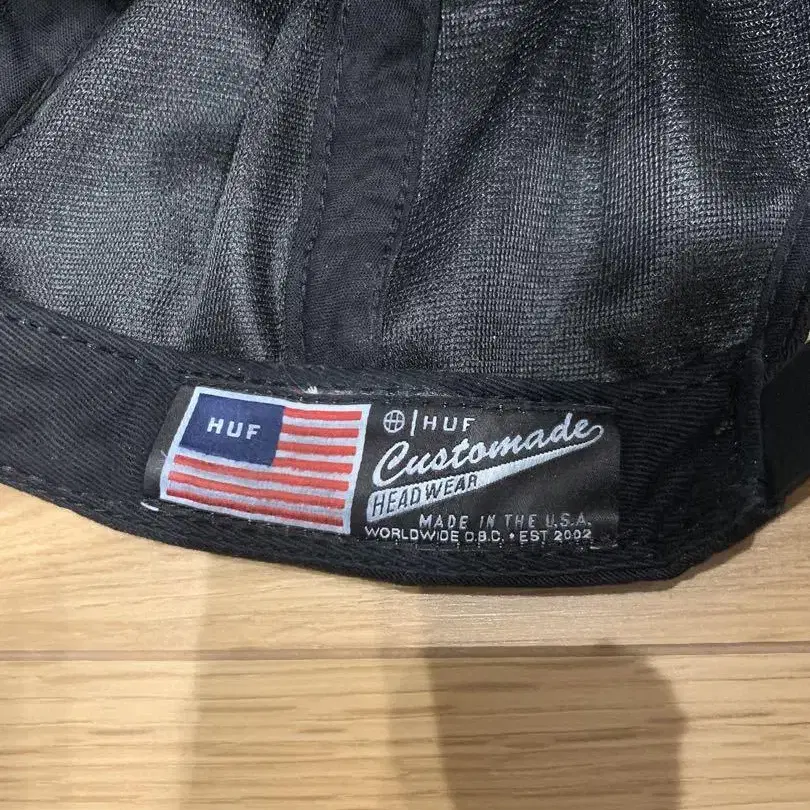 HUF
HUF
Customade
HEADWEAR
MADE IN THE U.S.A.
WORLDWIDE D.B.C. • EST 2002